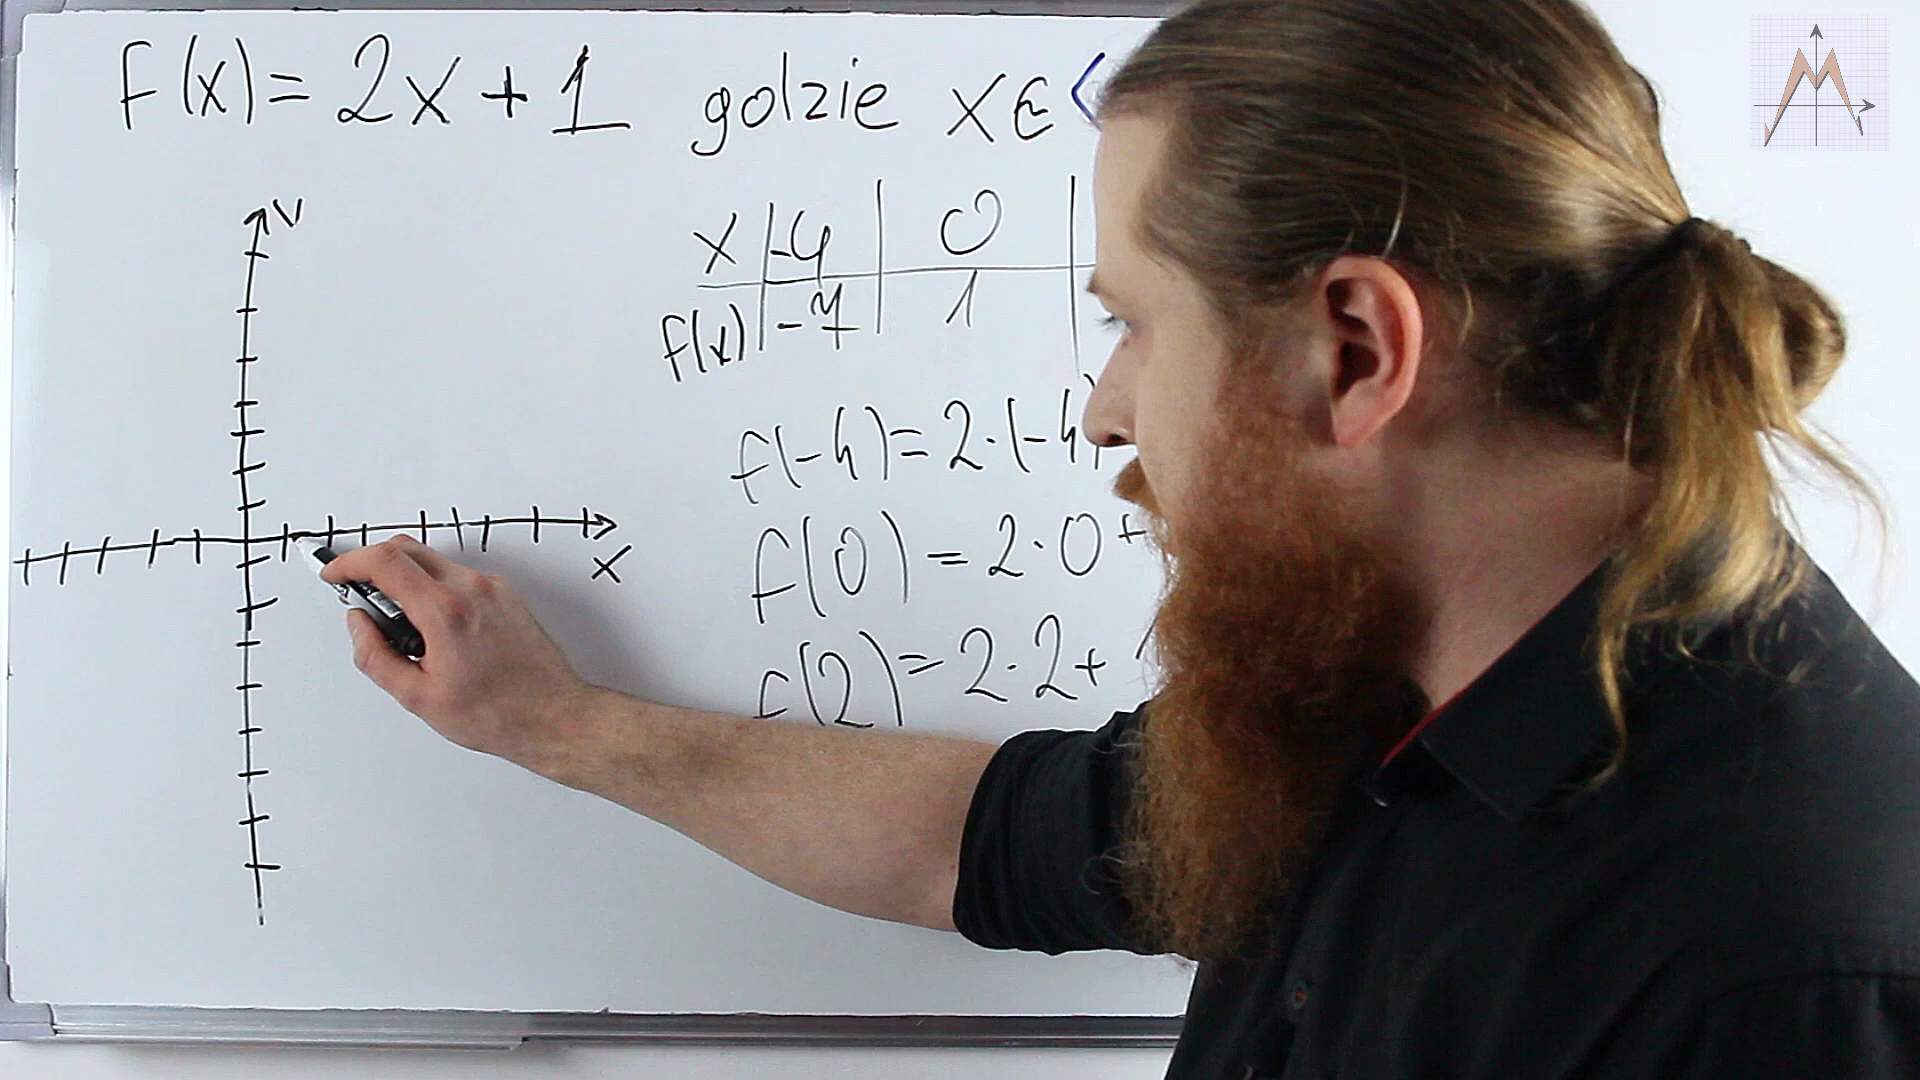 f(x) = 2x + 1 gdzie x ∈ <
y
x
x | -4 | 0 |
f(x) | -7 | 1 |
f(-4) = 2·(-4)
f(0) = 2·0 +
f(2) = 2·2 +